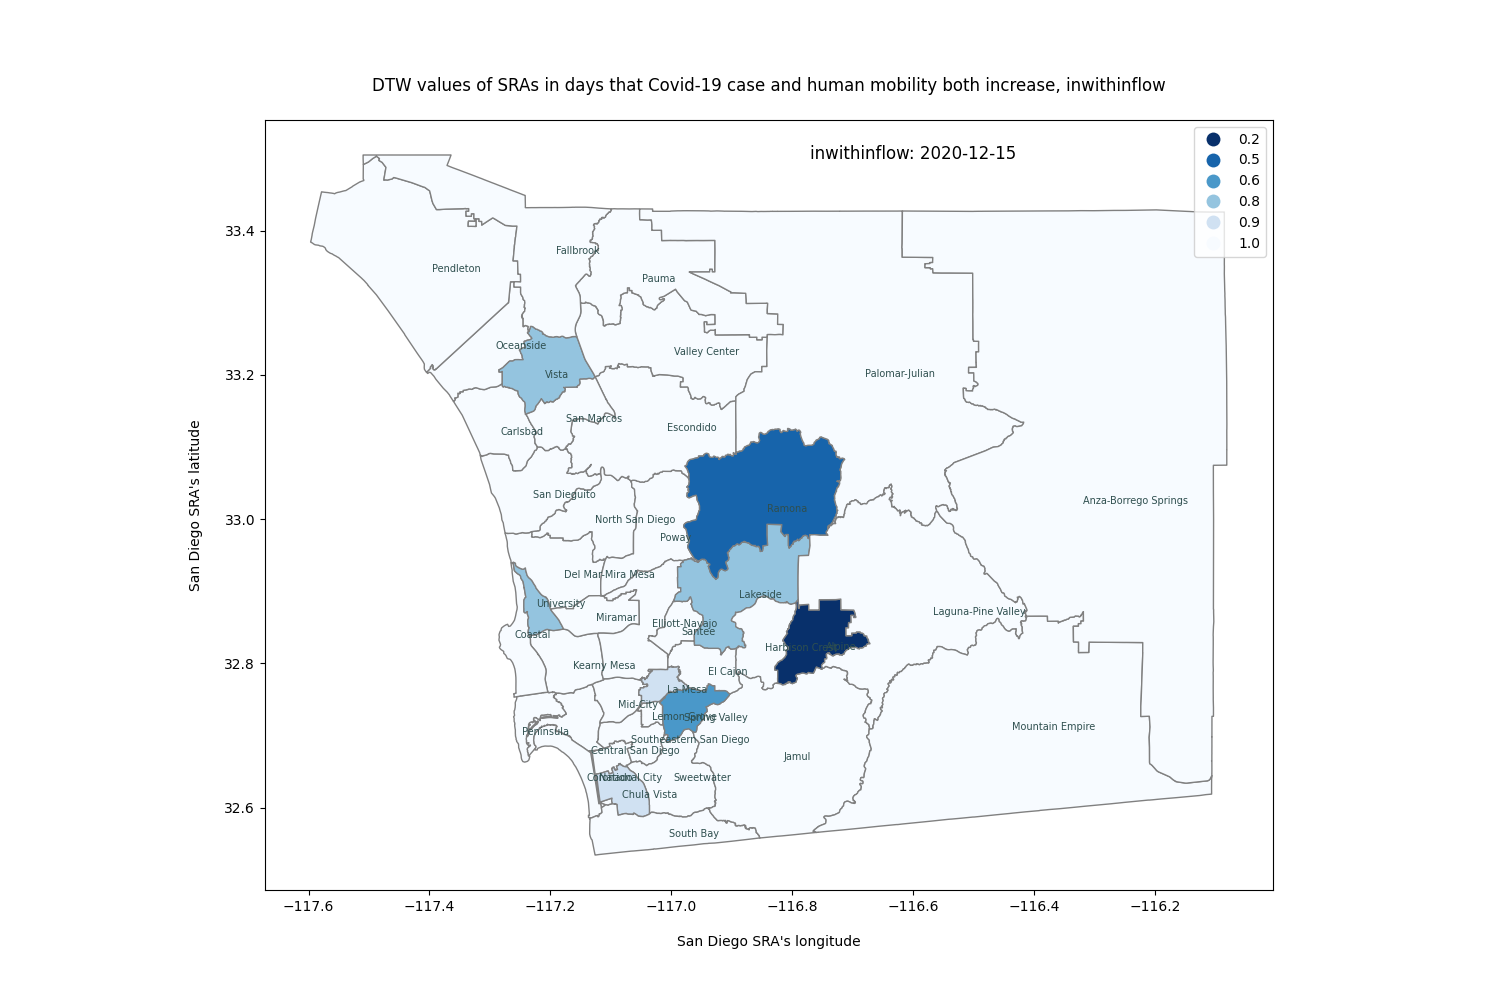 DTW values of SRAs in days that Covid-19 case and human mobility both increase, inwithinflow
inwithinflow: 2020-12-15
0.2
0.5
0.6
0.8
0.9
1.0
33.4
33.2
33.0
32.8
32.6
San Diego SRA's latitude
Fallbrook
Pendleton
Pauma
Oceanside
Valley Center
Vista
Palomar-Julian
San Marcos
Carlsbad
Escondido
San Dieguito
Anza-Borrego Springs
Ramona
North San Diego
Poway
Del Mar-Mira Mesa
Lakeside
University
Laguna-Pine Valley
Miramar
Elliott-Navajo
Santee
Coastal
Harbison Crest
Alpine
Kearny Mesa
El Cajon
La Mesa
Mid-City
Lemon Grove
Spring Valley
Mountain Empire
Peninsula
Southeastern San Diego
Central San Diego
Jamul
Coronado
National City
Sweetwater
Chula Vista
South Bay
−117.6
−117.4
−117.2
−117.0
−116.8
−116.6
−116.4
−116.2
San Diego SRA's longitude